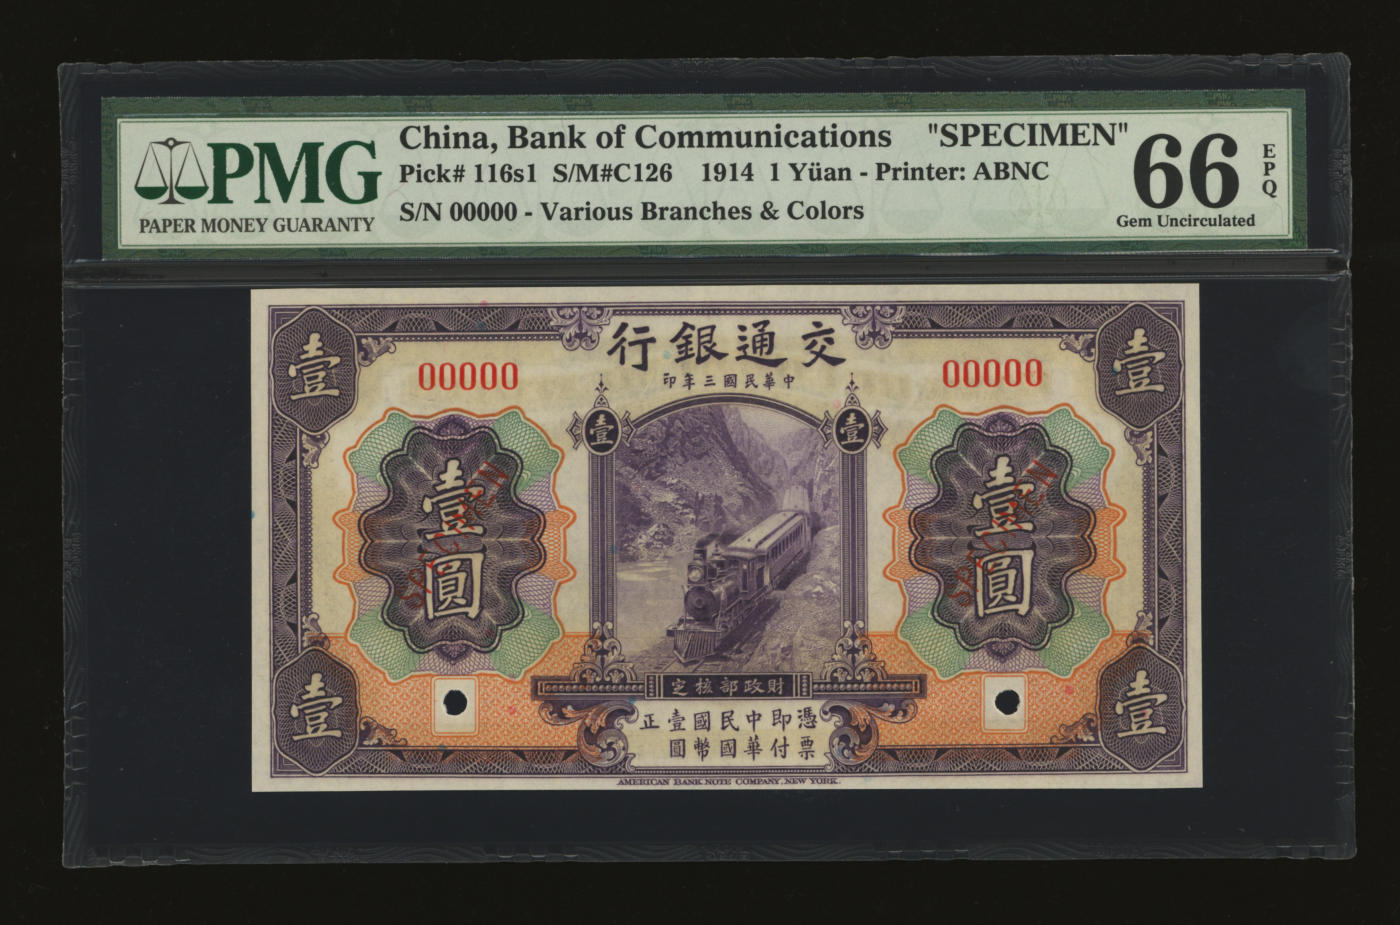 PMG
PAPER MONEY GUARANTY
China, Bank of Communications "SPECIMEN"
Pick# 116s1 S/M#C126 1914 1 Yüan - Printer: ABNC
S/N 00000 - Various Branches & Colors
66
EPQ
Gem Uncirculated
行銀通交
印年三國民華中
壹
壹
00000
00000
壹
壹
壹圓
SPECIMEN
壹圓
SPECIMEN
定核部政財
正壹國民中即憑
圓幣國華付票
壹
壹
AMERICAN BANK NOTE COMPANY, NEW YORK.